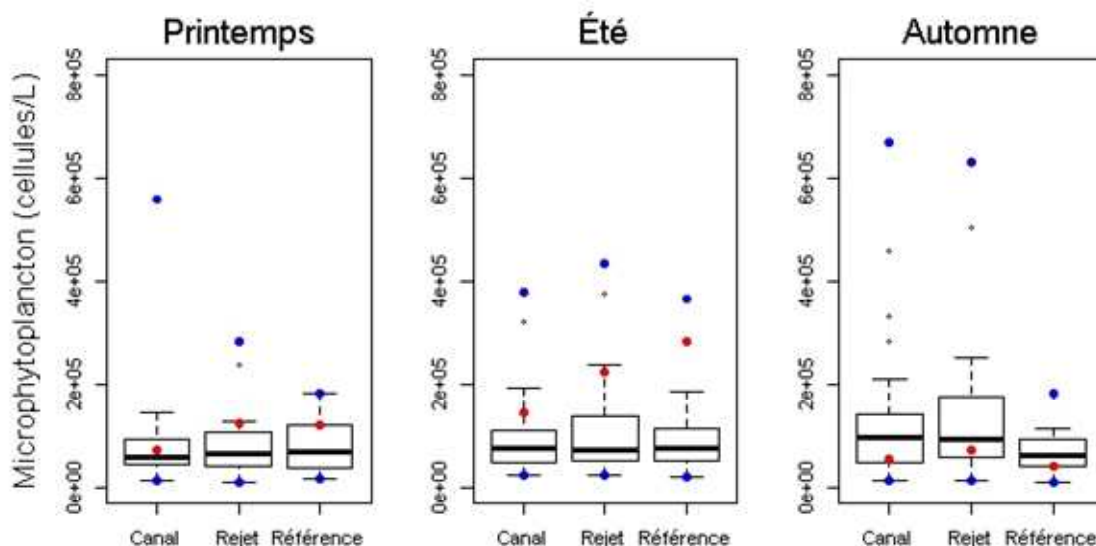 Printemps
Été
Automne
Microphytoplancton (cellules/L)
8e+05
6e+05
4e+05
2e+05
0e+00
8e+05
6e+05
4e+05
2e+05
0e+00
8e+05
6e+05
4e+05
2e+05
0e+00
Canal Rejet Référence
Canal Rejet Référence
Canal Rejet Référence